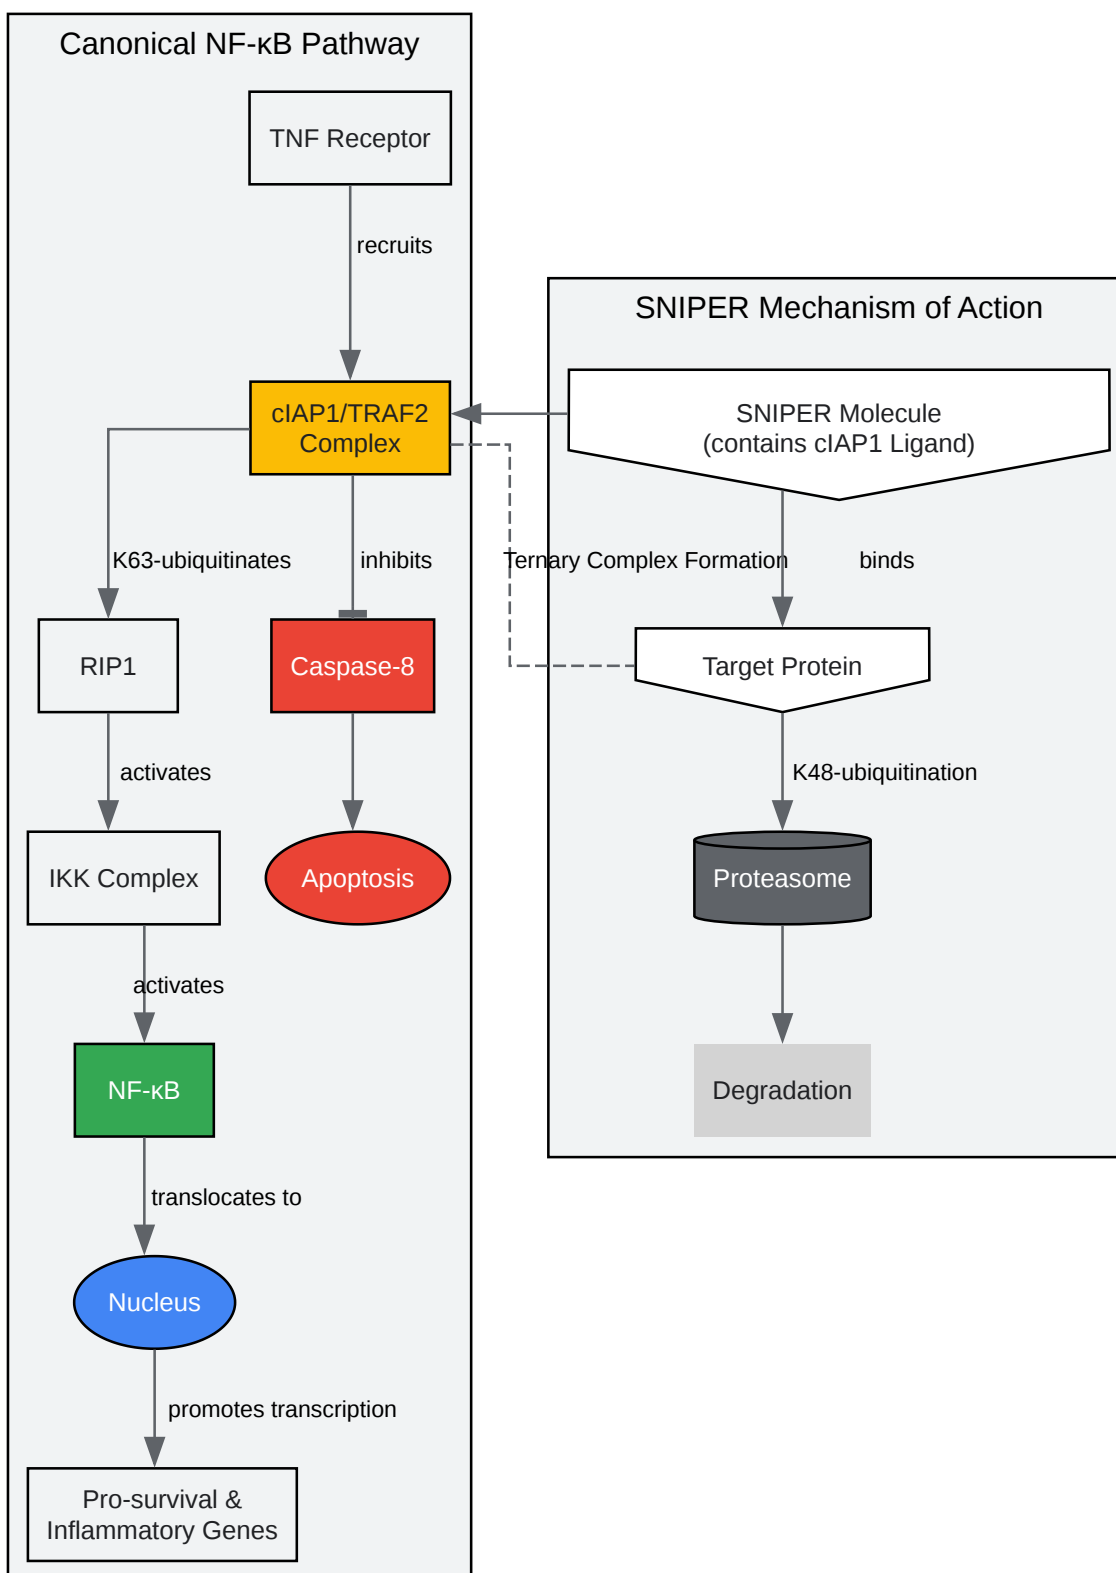 Canonical NF-κB Pathway
TNF Receptor
recruits
SNIPER Mechanism of Action
cIAP1/TRAF2
Complex
SNIPER Molecule
(contains cIAP1 Ligand)
K63-ubiquitinates
inhibits
Ternary Complex Formation
binds
RIP1
Caspase-8
Target Protein
activates
K48-ubiquitination
IKK Complex
Apoptosis
Proteasome
activates
NF-κB
Degradation
translocates to
Nucleus
promotes transcription
Pro-survival &
Inflammatory Genes